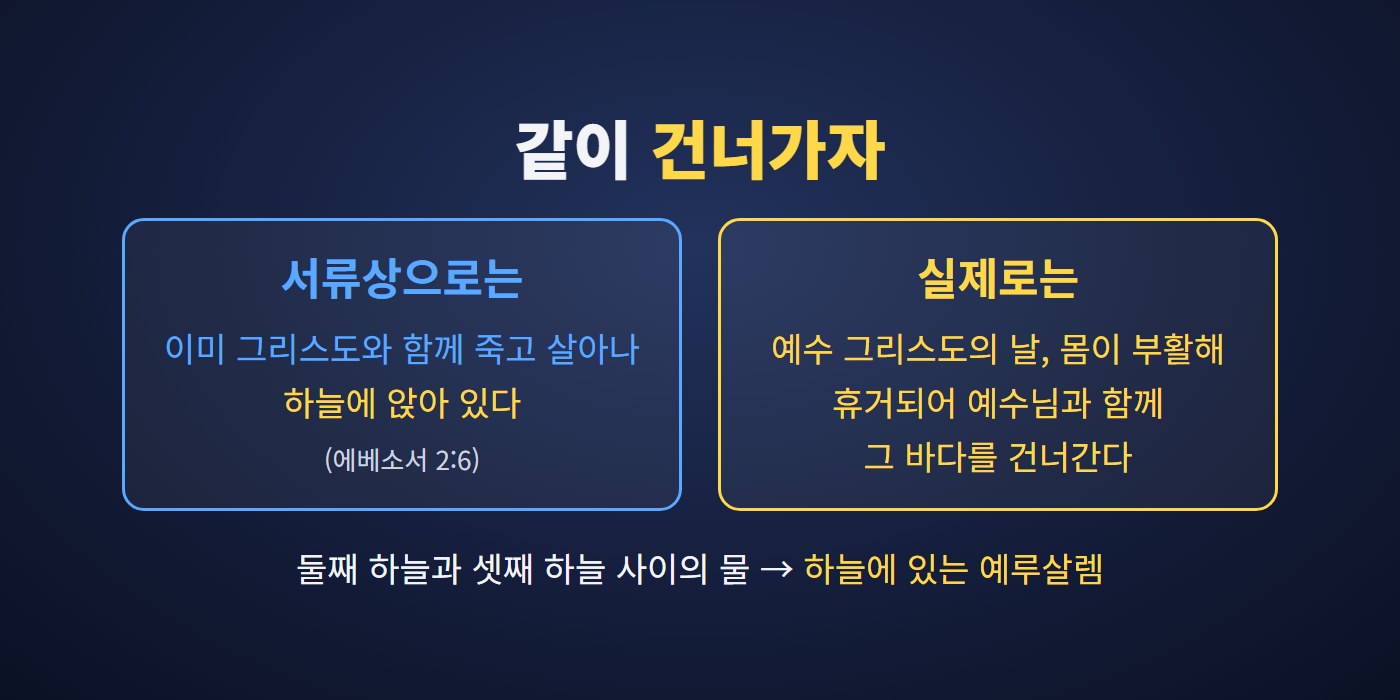 같이 건너가자
서류상으로는
이미 그리스도와 함께 죽고 살아나
하늘에 앉아 있다
(에베소서 2:6)
실제로는
예수 그리스도의 날, 몸이 부활해
휴거되어 예수님과 함께
그 바다를 건너간다
둘째 하늘과 셋째 하늘 사이의 물 → 하늘에 있는 예루살렘